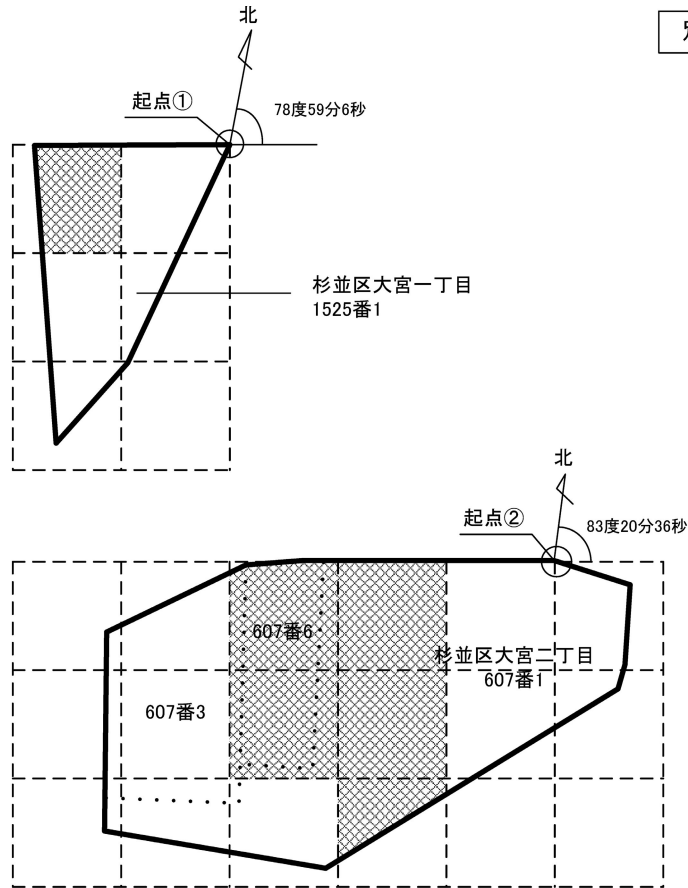 北
起点①
78度59分6秒
杉並区大宮一丁目
1525番1
北
起点②
83度20分36秒
607番6
杉並区大宮二丁目
607番1
607番3